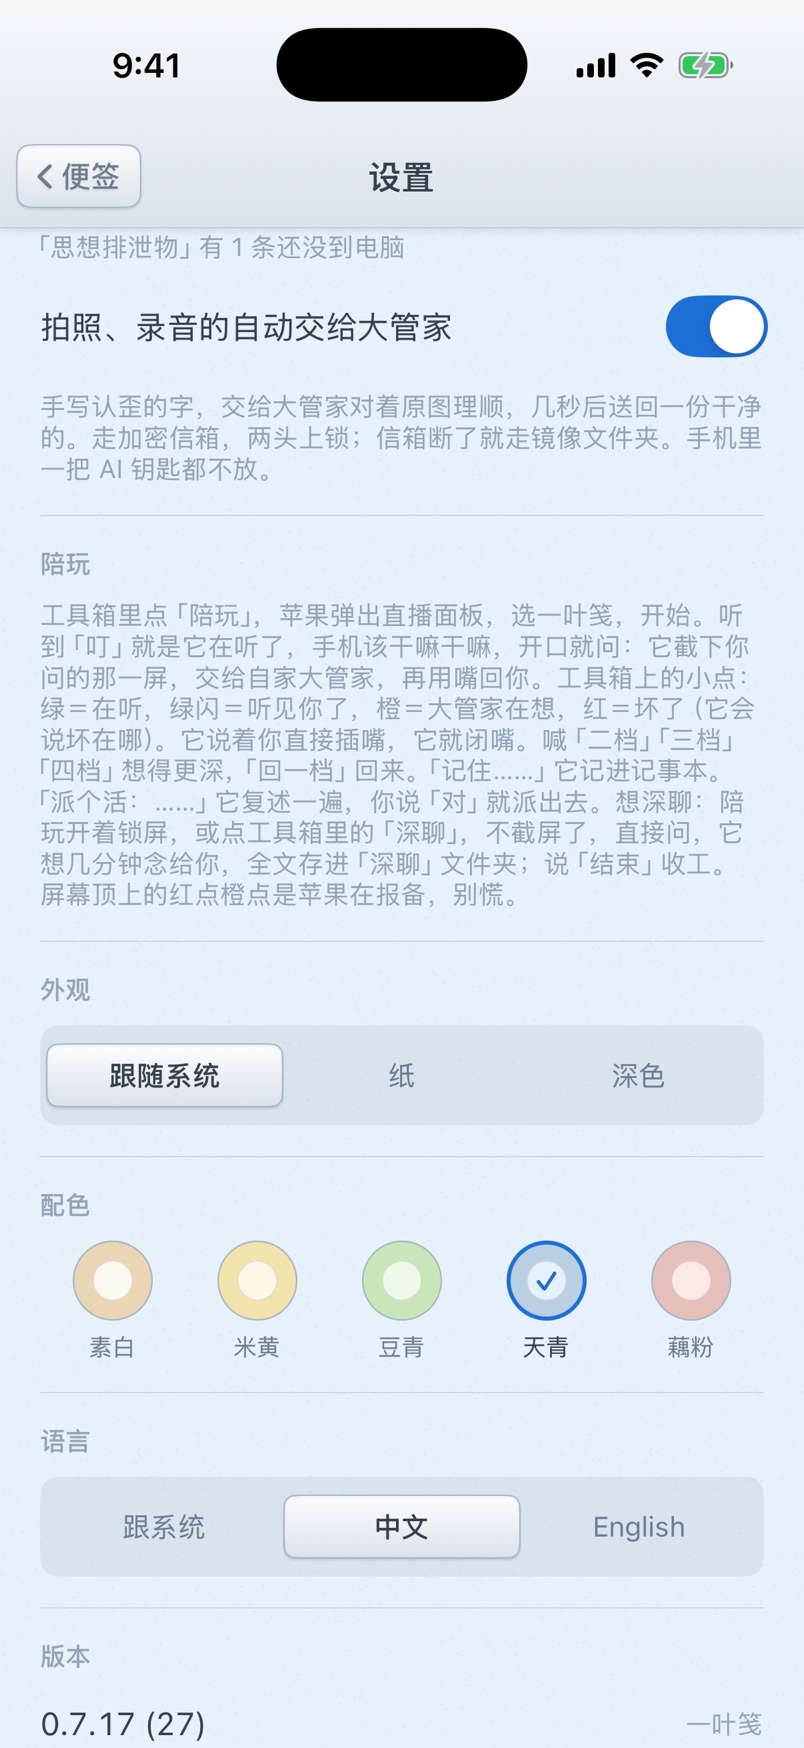 9:41
便签
设置
「思想排泄物」有 1 条还没到电脑
拍照、录音的自动交给大管家
手写认歪的字，交给大管家对着原图理顺，几秒后送回一份干净
的。走加密信箱，两头上锁；信箱断了就走镜像文件夹。手机里
一把 AI 钥匙都不放。
陪玩
工具箱里点「陪玩」，苹果弹出直播面板，选一叶笺，开始。听
到「叮」就是它在听了，手机该干嘛干嘛，开口就问：它截下你
问的那一屏，交给自家大管家，再用嘴回你。工具箱上的小点：
绿＝在听，绿闪＝听见你了，橙＝大管家在想，红＝坏了（它会
说坏在哪）。它说着你直接插嘴，它就闭嘴。喊「二档」「三档」
「四档」想得更深，「回一档」回来。「记住……」它记进记事本。
「派个活：……」它复述一遍，你说「对」就派出去。想深聊：陪
玩开着锁屏，或点工具箱里的「深聊」，不截屏了，直接问，它
想几分钟念给你，全文存进「深聊」文件夹；说「结束」收工。
屏幕顶上的红点橙点是苹果在报备，别慌。
外观
跟随系统 纸 深色
配色
素白 米黄 豆青 天青 藕粉
语言
跟系统 中文 English
版本
0.7.17 (27) 一叶笺